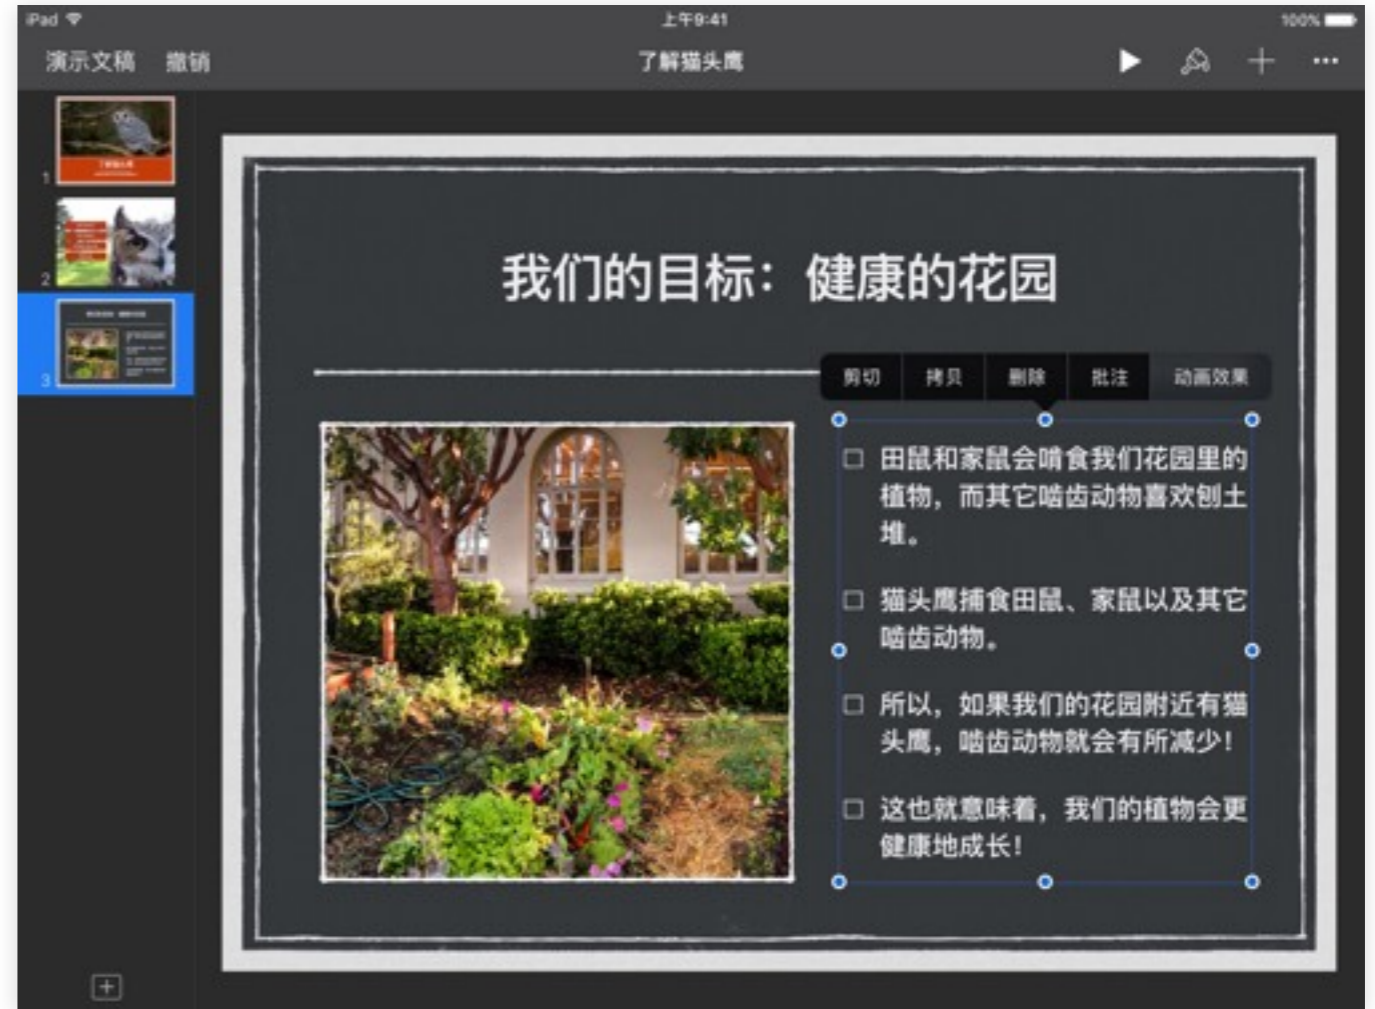 iPad
上午9:41
100%
演示文稿
撤销
了解猫头鹰
1
2
3
我们的目标：健康的花园
剪切
拷贝
删除
批注
动画效果
田鼠和家鼠会啃食我们花园里的
植物，而其它啮齿动物喜欢刨土
堆。
猫头鹰捕食田鼠、家鼠以及其它
啮齿动物。
所以，如果我们的花园附近有猫
头鹰，啮齿动物就会有所减少！
这也就意味着，我们的植物会更
健康地成长！